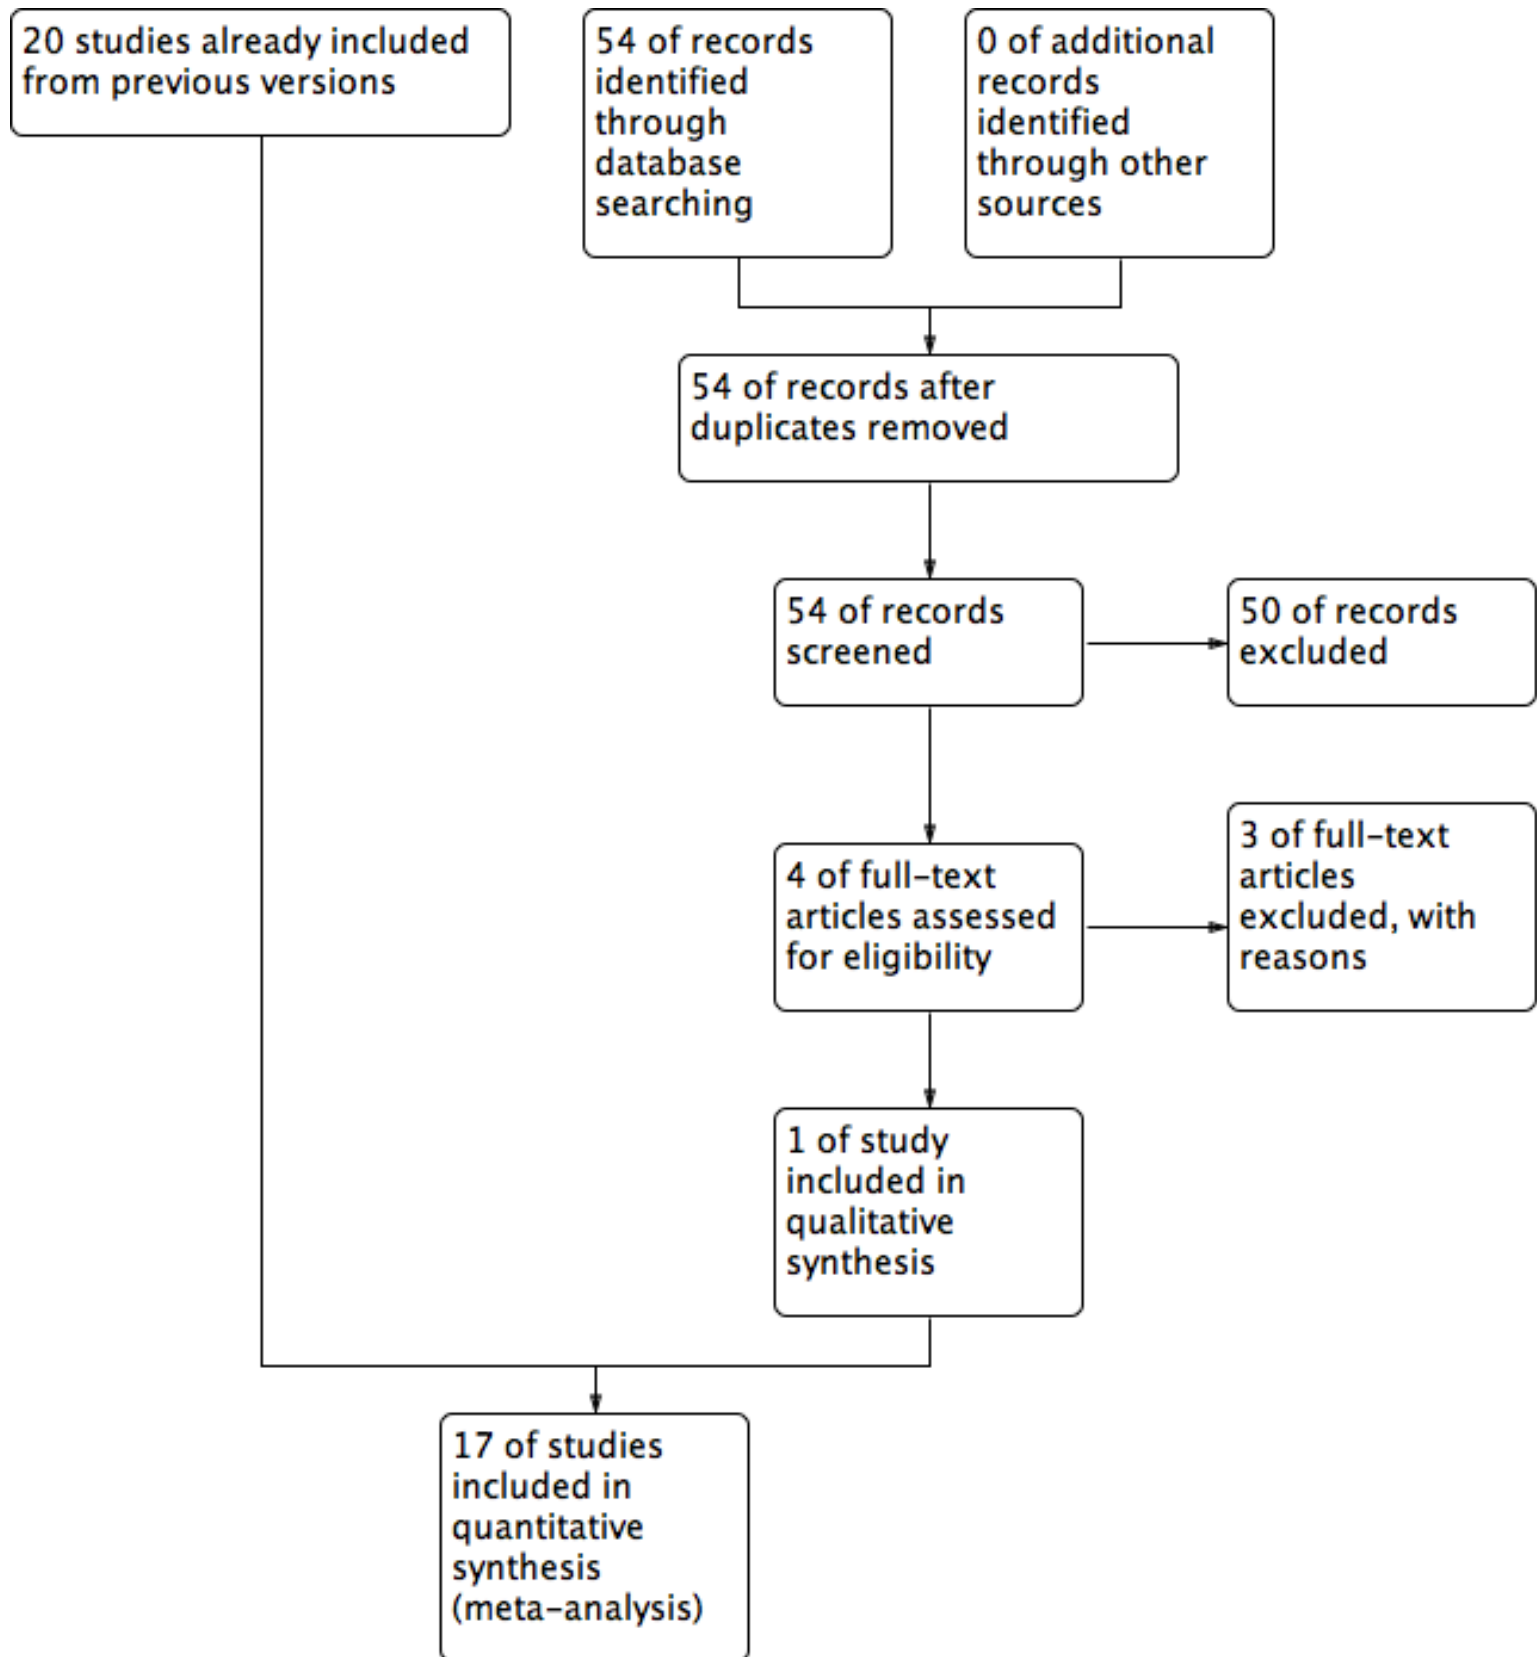 20 studies already included
from previous versions
54 of records
identified
through
database
searching
0 of additional
records
identified
through other
sources
54 of records after
duplicates removed
54 of records
screened
50 of records
excluded
4 of full-text
articles assessed
for eligibility
3 of full-text
articles
excluded, with
reasons
1 of study
included in
qualitative
synthesis
17 of studies
included in
quantitative
synthesis
(meta-analysis)